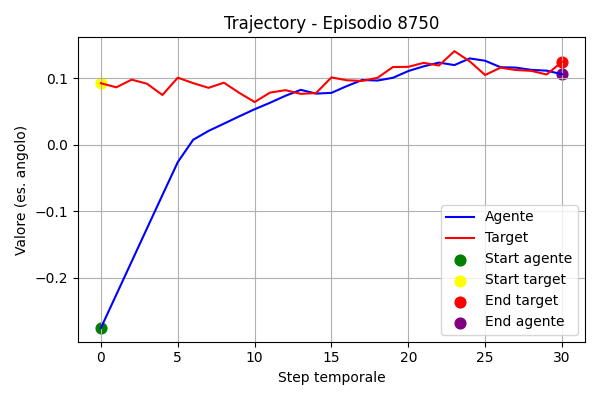 Trajectory - Episodio 8750
Valore (es. angolo)
0.1
0.0
−0.1
−0.2
0
5
10
15
20
25
30
Step temporale
Agente
Target
Start agente
Start target
End target
End agente